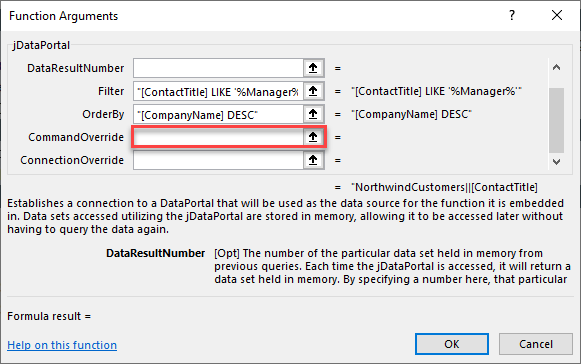 Function Arguments
? ×
jDataPortal
DataResultNumber =
Filter "[ContactTitle] LIKE '%Manager% = "[ContactTitle] LIKE '%Manager%'"
OrderBy "[CompanyName] DESC" = "[CompanyName] DESC"
CommandOverride =
ConnectionOverride =
= "NorthwindCustomers||[ContactTitle]
Establishes a connection to a DataPortal that will be used as the data source for the function it is embedded
in. Data sets accessed utilizing the jDataPortal are stored in memory, allowing it to be accessed later without
having to query the data again.
DataResultNumber [Opt] The number of the particular data set held in memory from
previous queries. Each time the jDataPortal is accessed, it will return a
data set held in memory. By specifying a number here, that particular
Formula result =
Help on this function
OK
Cancel